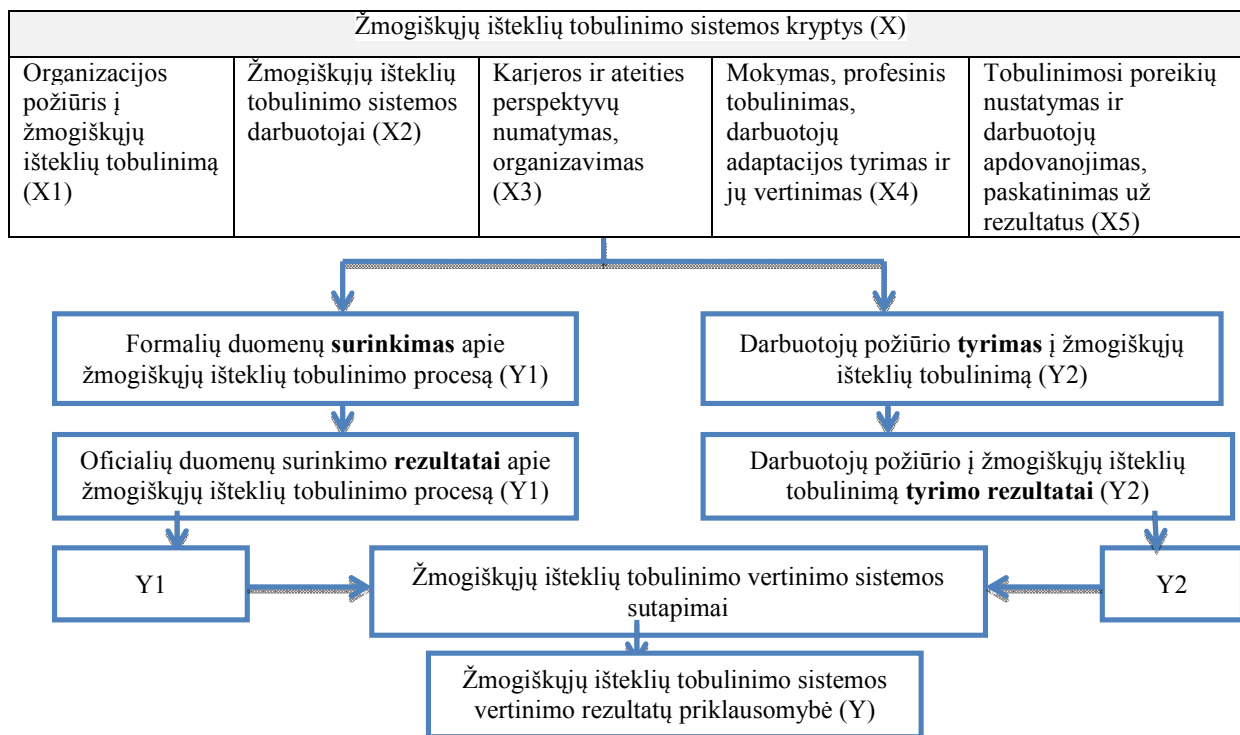 Žmogiškųjų išteklių tobulinimo sistemos kryptys (X)
Organizacijos
požiūris į
žmogiškųjų
išteklių tobulinimą
(X1)
Žmogiškųjų išteklių
tobulinimo sistemos
darbuotojai (X2)
Karjeros ir ateities
perspektyvų
numatymas,
organizavimas
(X3)
Mokymas, profesinis
tobulinimas,
darbuotojų
adaptacijos tyrimas ir
jų vertinimas (X4)
Tobulinimosi poreikių
nustatymas ir
darbuotojų
apdovanojimas,
paskatinimas už
rezultatus (X5)
Formalių duomenų surinkimas apie
žmogiškųjų išteklių tobulinimo procesą (Y1)
Darbuotojų požiūrio tyrimas į žmogiškųjų
išteklių tobulinimą (Y2)
Oficialių duomenų surinkimo rezultatai apie
žmogiškųjų išteklių tobulinimo procesą (Y1)
Darbuotojų požiūrio į žmogiškųjų išteklių
tobulinimą tyrimo rezultatai (Y2)
Y1
Žmogiškųjų išteklių tobulinimo vertinimo sistemos
sutapimai
Y2
Žmogiškųjų išteklių tobulinimo sistemos
vertinimo rezultatų priklausomybė (Y)